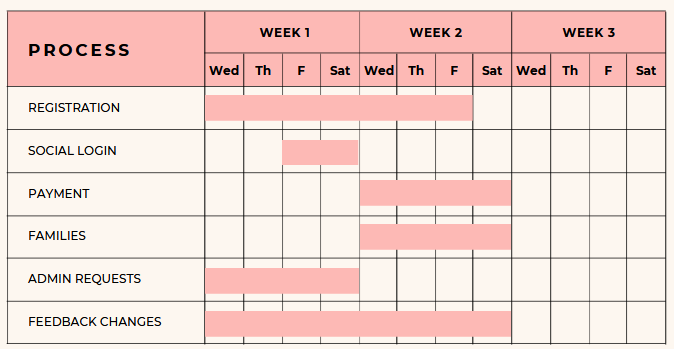 PROCESS
WEEK 1 WEEK 2 WEEK 3
Wed Th F Sat Wed Th F Sat Wed Th F Sat
REGISTRATION
SOCIAL LOGIN
PAYMENT
FAMILIES
ADMIN REQUESTS
FEEDBACK CHANGES